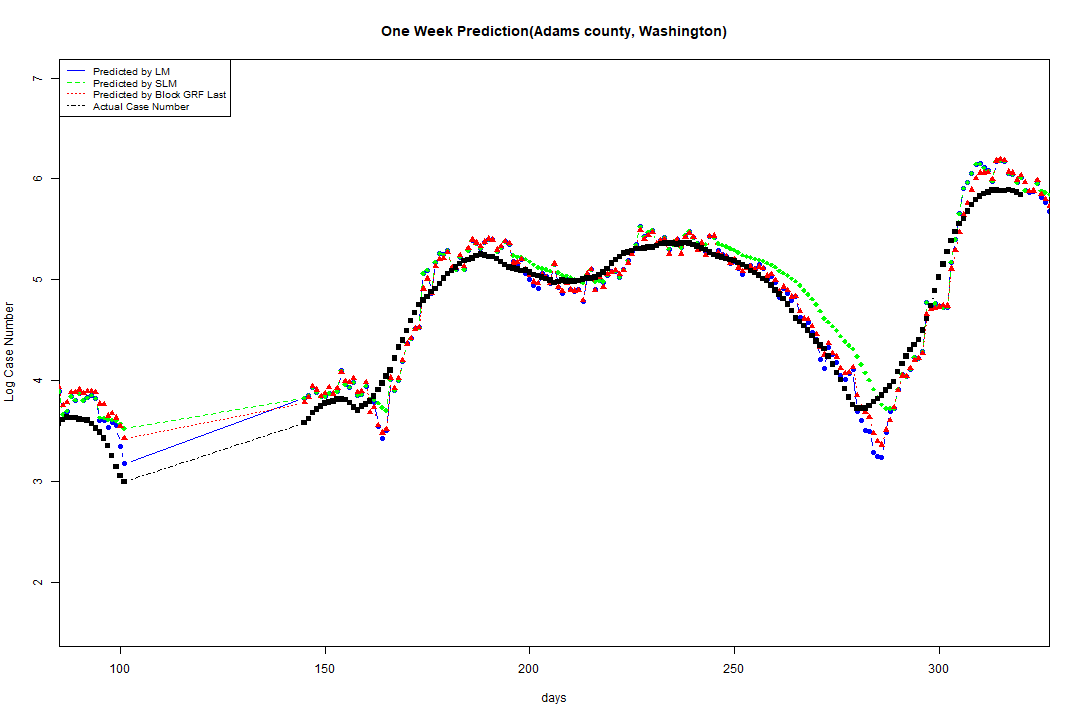 One Week Prediction(Adams county, Washington)
Predicted by LM
Predicted by SLM
Predicted by Block GRF Last
Actual Case Number
7
6
5
4
3
2
Log Case Number
100 150 200 250 300
days